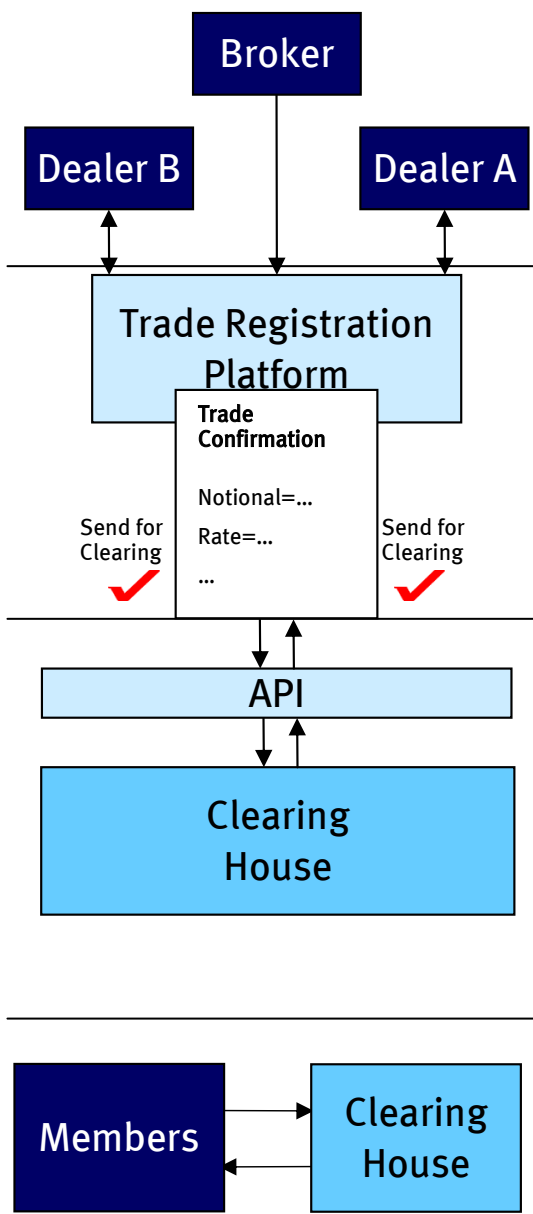 Broker
Dealer B
Dealer A
Trade Registration
Platform
Trade
Confirmation
Notional=...
Rate=...
...
Send for
Clearing
Send for
Clearing
API
Clearing
House
Members
Clearing
House